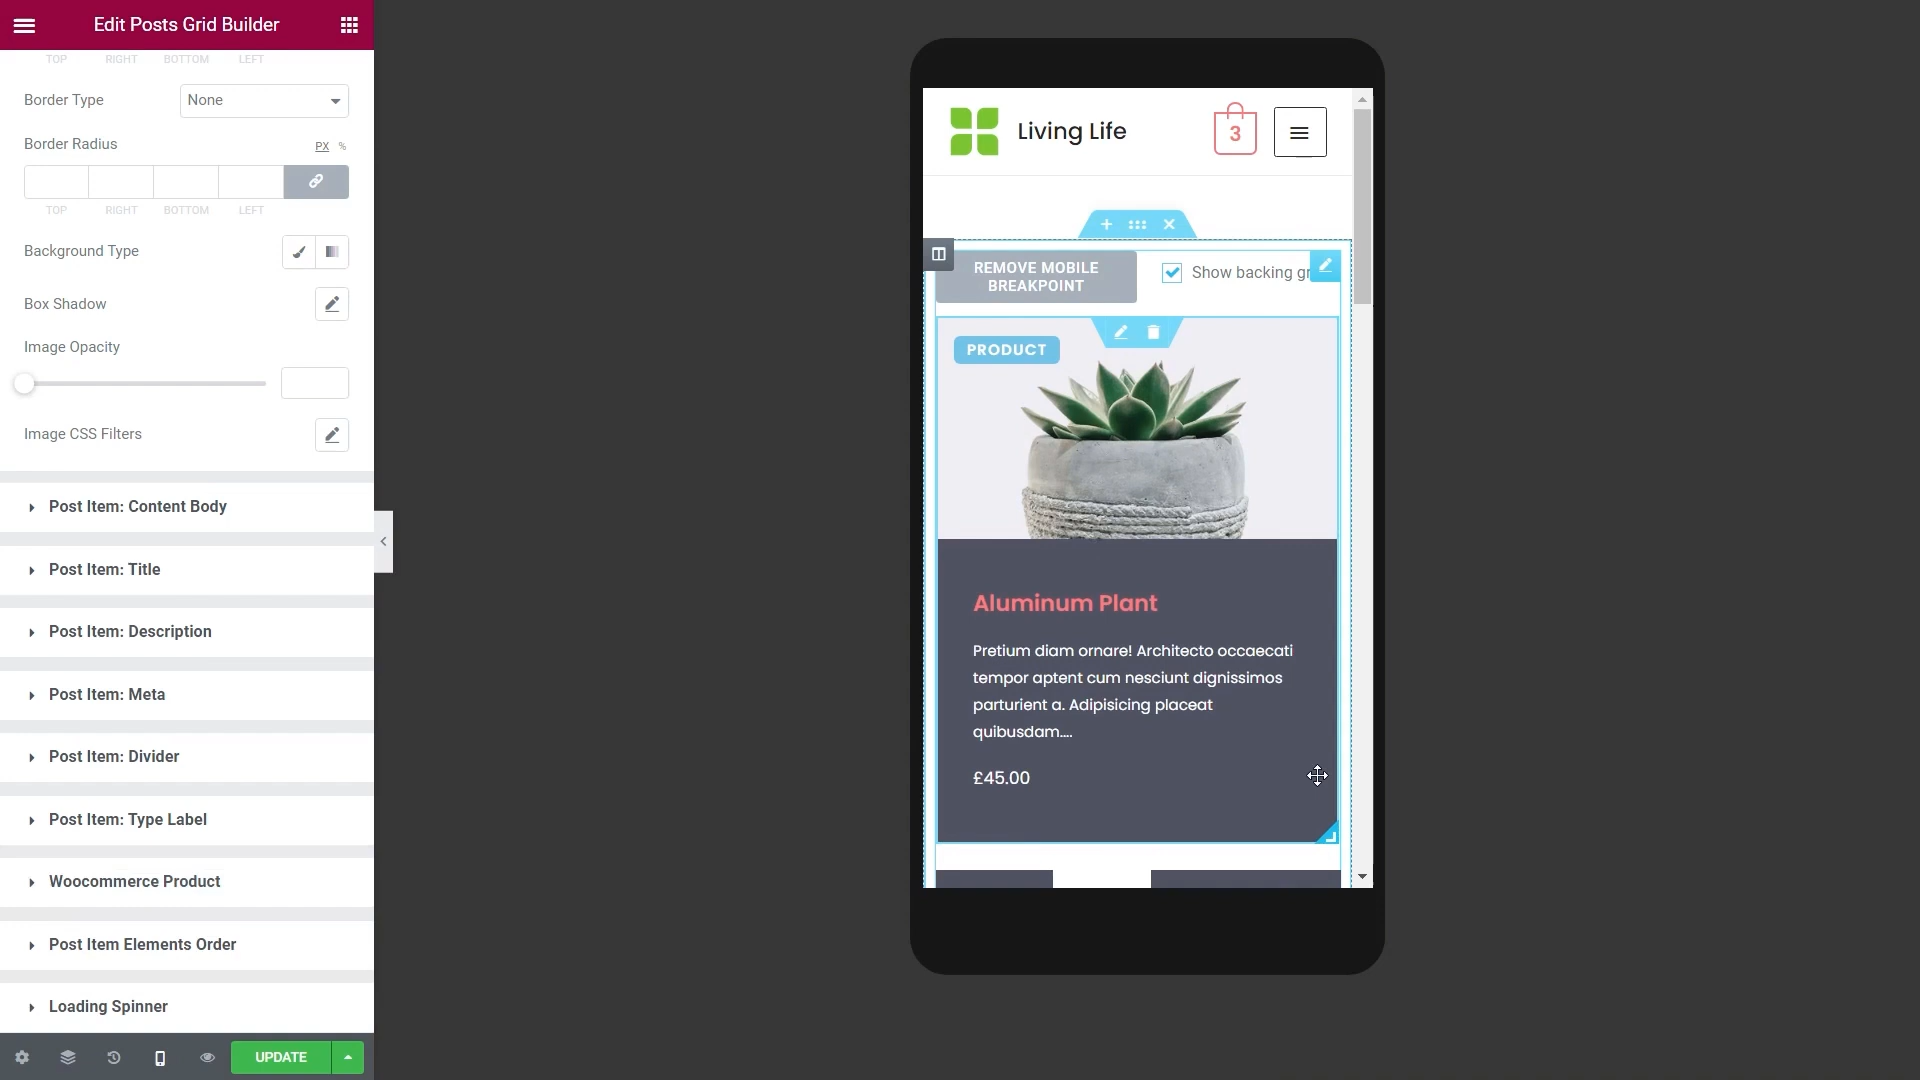 Edit Posts Grid Builder
TOP RIGHT BOTTOM LEFT
Border Type None
Border Radius PX %
TOP RIGHT BOTTOM LEFT
Background Type
Box Shadow
Image Opacity
Image CSS Filters
Post Item: Content Body
Post Item: Title
Post Item: Description
Post Item: Meta
Post Item: Divider
Post Item: Type Label
Woocommerce Product
Post Item Elements Order
Loading Spinner
UPDATE
Living Life
3
REMOVE MOBILE
BREAKPOINT
Show backing gr
PRODUCT
Aluminum Plant
Pretium diam ornare! Architecto occaecati
tempor aptent cum nesciunt dignissimos
parturient a. Adipisicing placeat
quibusdam....
£45.00